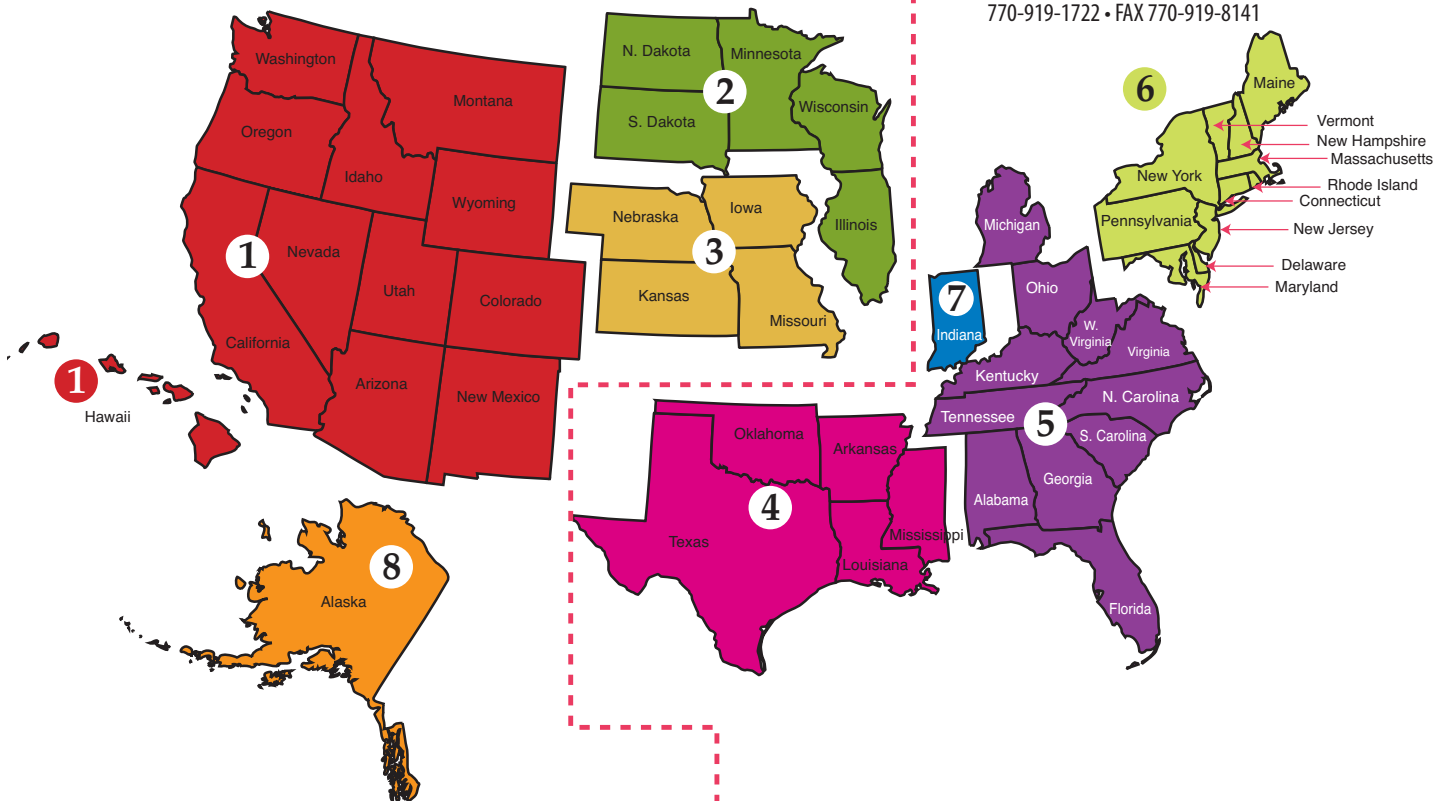 770-919-1722 • FAX 770-919-8141
Washington
Montana
Oregon
Idaho
Wyoming
1
Nevada
Utah
Colorado
California
Arizona
New Mexico
1
Hawaii
N. Dakota
Minnesota
2
S. Dakota
Wisconsin
Illinois
Nebraska
Iowa
3
Kansas
Missouri
Oklahoma
Arkansas
4
Texas
Mississippi
Louisiana
8
Alaska
6
Maine
Vermont
New Hampshire
Massachusetts
New York
Rhode Island
Connecticut
Pennsylvania
New Jersey
Delaware
Maryland
Michigan
7
Indiana
Ohio
W.
Virginia
Virginia
Kentucky
N. Carolina
Tennessee
5
S. Carolina
Georgia
Alabama
Florida